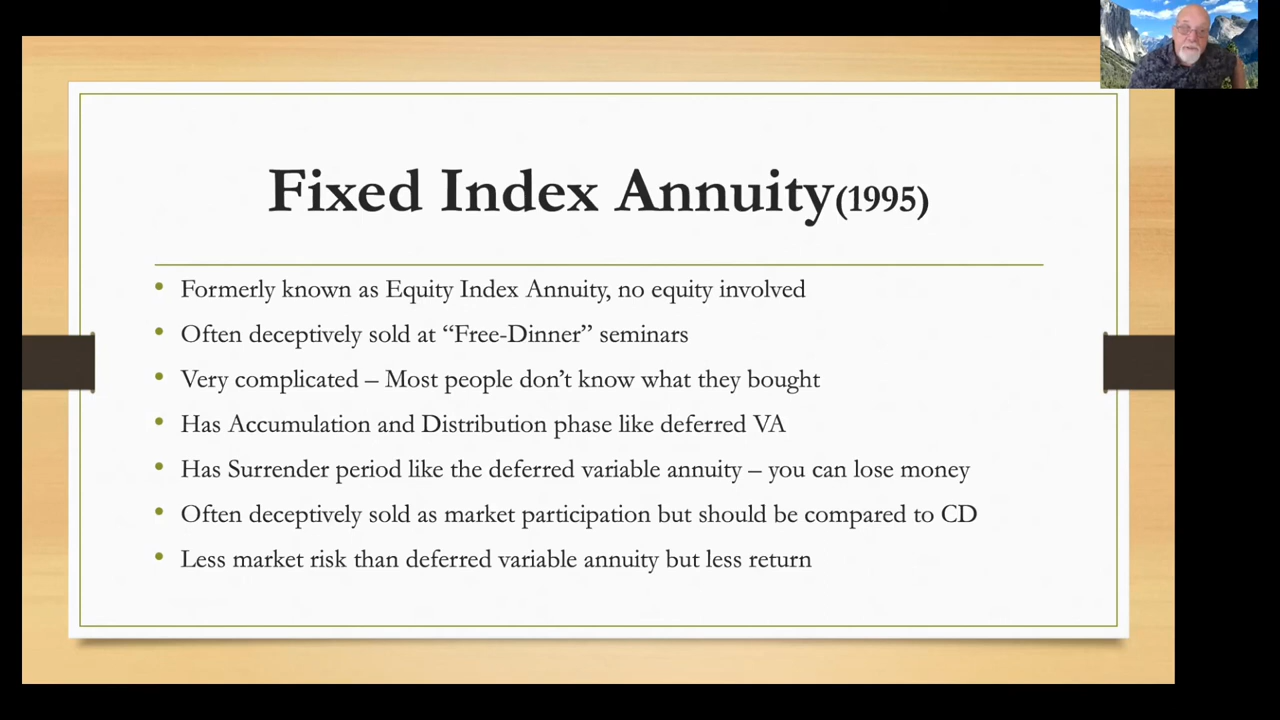 Fixed Index Annuity(1995)
• Formerly known as Equity Index Annuity, no equity involved
• Often deceptively sold at “Free-Dinner” seminars
• Very complicated – Most people don’t know what they bought
• Has Accumulation and Distribution phase like deferred VA
• Has Surrender period like the deferred variable annuity – you can lose money
• Often deceptively sold as market participation but should be compared to CD
• Less market risk than deferred variable annuity but less return